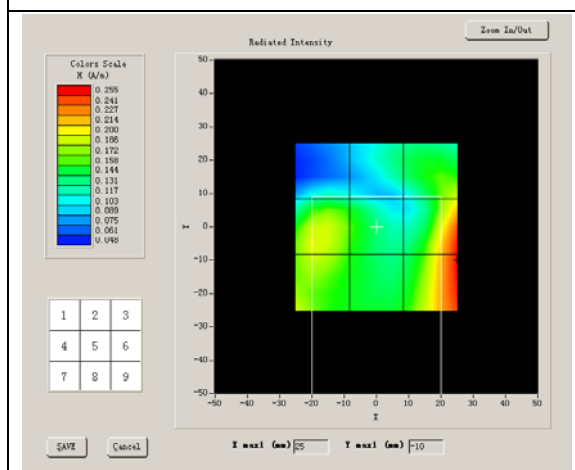 Zoom In/Out
Radiated Intensity
Colors Scale
H (A/m)
0.255
0.241
0.227
0.214
0.200
0.186
0.172
0.158
0.144
0.131
0.117
0.103
0.089
0.075
0.061
0.048
50
40
30
20
10
0
-10
-20
-30
-40
-50
Y
-50 -40 -30 -20 -10 0 10 20 30 40 50
X
1 2 3
4 5 6
7 8 9
SAVE Cancel X max1 (mm) 25 Y max1 (mm) -10